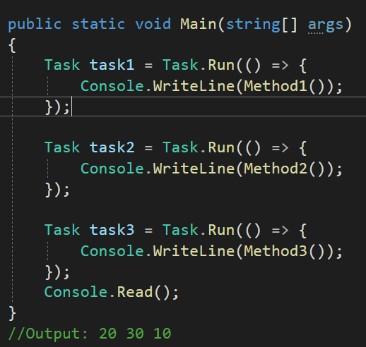 public static void Main(string[] args)
{
    Task task1 = Task.Run(() => {
        Console.WriteLine(Method1());
    });

    Task task2 = Task.Run(() => {
        Console.WriteLine(Method2());
    });

    Task task3 = Task.Run(() => {
        Console.WriteLine(Method3());
    });
    Console.Read();
}
//Output: 20 30 10